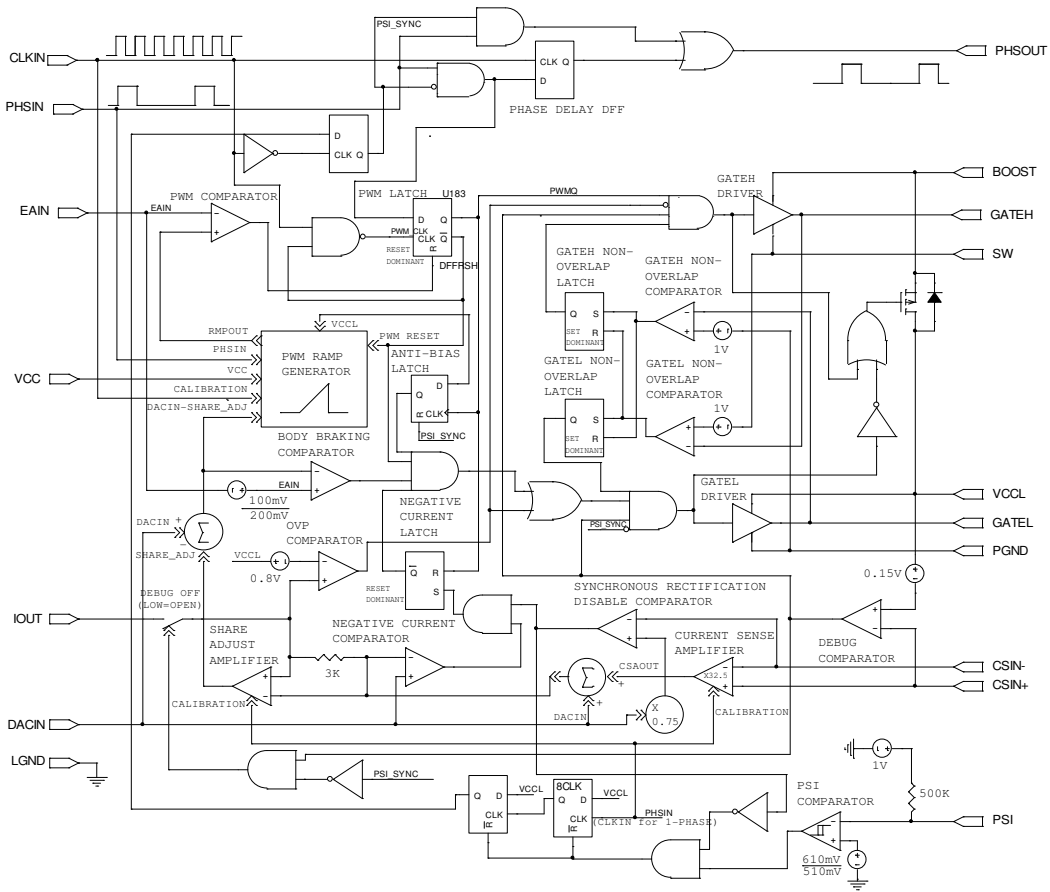 PSI_SYNC
CLKIN
PHSOUT
CLK Q
D
PHSIN
PHASE DELAY DFF
D
CLK Q
BOOST
GATEH
DRIVER
PWM COMPARATOR
PWM LATCH
U183
PWMQ
EAIN
EAIN
−
+
D Q
PWM_CLK
CLK Q
R
RESET
DOMINANT
DFFRSH
GATEH
SW
GATEH NON-
OVERLAP
LATCH
GATEH NON-
OVERLAP
COMPARATOR
Q S
SET R
DOMINANT
−
+
1V
VCCL
RMPOUT
PWM RESET
PHSIN
PWM RAMP
GENERATOR
ANTI-BIAS
LATCH
VCC
VCC
CALIBRATION
DACIN-SHARE_ADJ
Q D
R CLK
PSI_SYNC
GATEL NON-
OVERLAP
LATCH
GATEL NON-
OVERLAP
COMPARATOR
1V
Q S
SET R
DOMINANT
+
−
BODY BRAKING
COMPARATOR
−
+
EAIN
100mV
200mV
NEGATIVE
CURRENT
LATCH
GATEL
DRIVER
PSI_SYNC
VCCL
GATEL
PGND
DACIN +
−
Σ
SHARE_ADJ
OVP
COMPARATOR
VCCL
0.8V
−
+
Q R
S
RESET
DOMINANT
0.15V
DEBUG OFF
(LOW=OPEN)
IOUT
SYNCHRONOUS RECTIFICATION
DISABLE COMPARATOR
−
+
+
−
DEBUG
COMPARATOR
SHARE
ADJUST
AMPLIFIER
NEGATIVE CURRENT
COMPARATOR
3K
+
−
−
+
CURRENT SENSE
AMPLIFIER
CSAOUT
+
Σ
+
X32.5
−
+
CSIN-
CSIN+
CALIBRATION
DACIN
DACIN
X
0.75
CALIBRATION
LGND
PSI_SYNC
1V
500K
Q D
VCCL
CLK
R
8CLK
Q D
VCCL
CLK
R
PHSIN
(CLKIN for 1-PHASE)
PSI
COMPARATOR
−
+
PSI
610mV
510mV